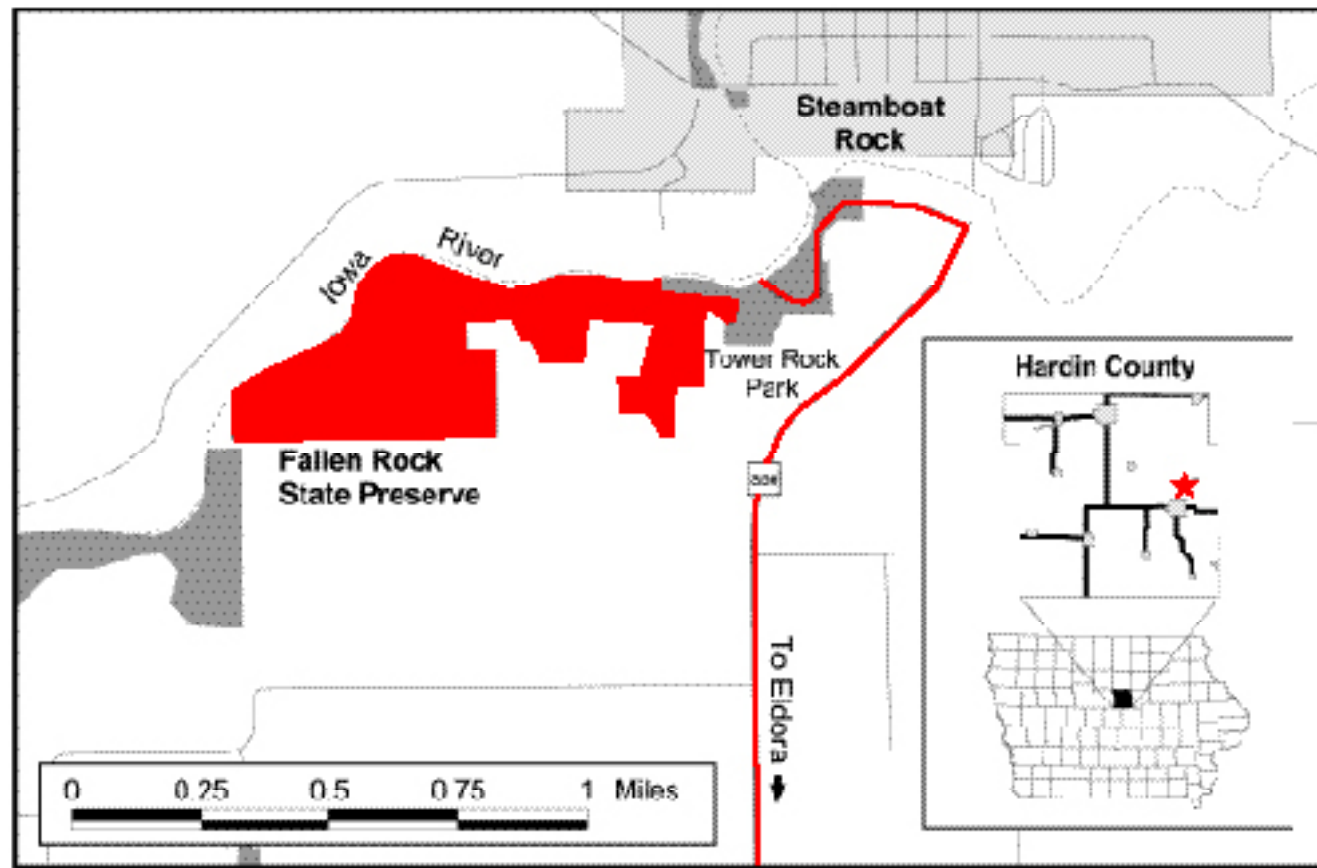 Steamboat
Rock
Iowa
River
Tower Rock
Park
Fallen Rock
State Preserve
Hardin County
To Eldora
0 0.25 0.5 0.75 1 Miles